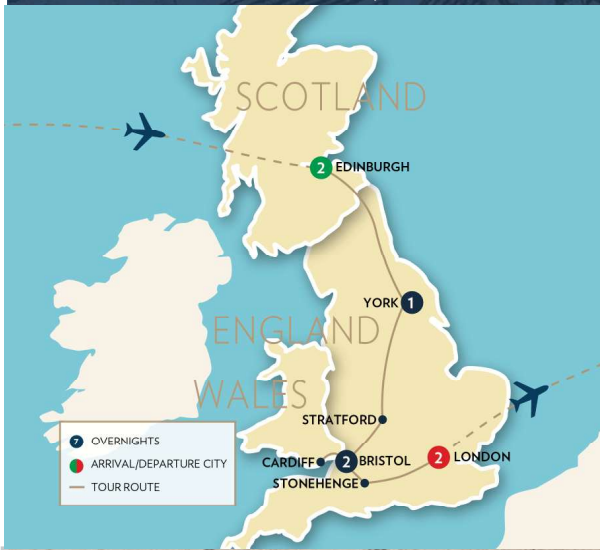 SCOTLAND
2 EDINBURGH
YORK 1
ENGLAND
WALES
STRATFORD
CARDIFF 2 BRISTOL
2 LONDON
STONEHENGE
7 OVERNIGHTS
ARRIVAL/DEPARTURE CITY
TOUR ROUTE